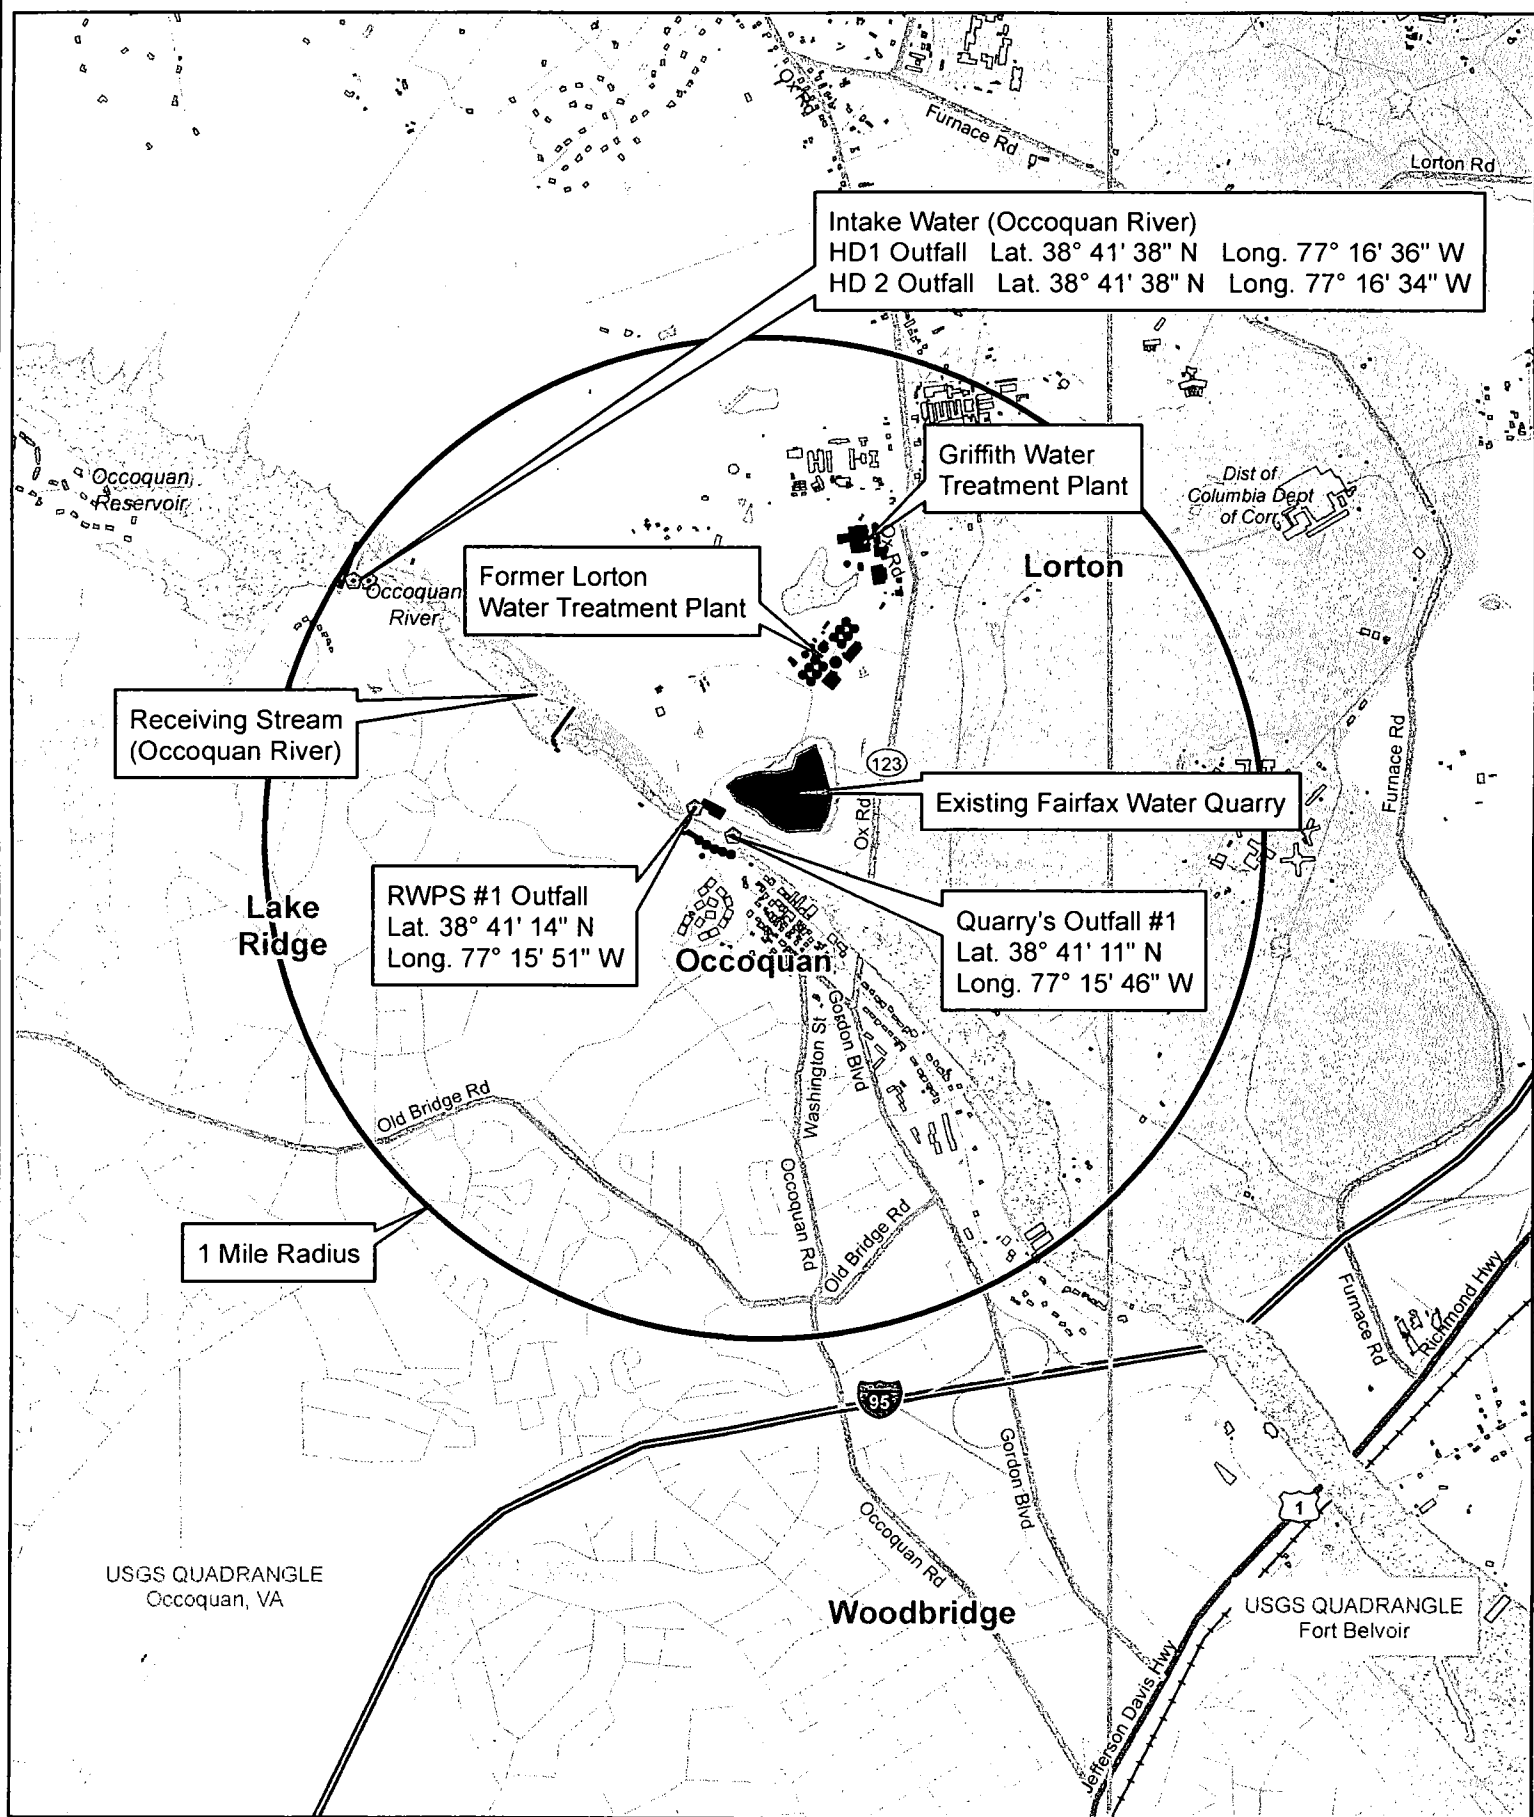 Ox Rd
Furnace Rd
Lorton Rd
Intake Water (Occoquan River)
HD1 Outfall Lat. 38° 41' 38" N Long. 77° 16' 36" W
HD 2 Outfall Lat. 38° 41' 38" N Long. 77° 16' 34" W
Occoquan
Reservoir
Griffith Water
Treatment Plant
Dist of
Columbia Dept
of Corr
Ox Rd
Lorton
Former Lorton
Water Treatment Plant
Occoquan
River
Receiving Stream
(Occoquan River)
123
Furnace Rd
Existing Fairfax Water Quarry
Ox Rd
RWPS #1 Outfall
Lat. 38° 41' 14" N
Long. 77° 15' 51" W
Lake
Ridge
Quarry's Outfall #1
Lat. 38° 41' 11" N
Long. 77° 15' 46" W
Occoquan
Washington St
Gordon Blvd
Old Bridge Rd
Occoquan Rd
Old Bridge Rd
1 Mile Radius
Furnace Rd
Richmond Hwy
95
Gordon Blvd
Occoquan Rd
1
USGS QUADRANGLE
Occoquan, VA
Woodbridge
USGS QUADRANGLE
Fort Belvoir
Jefferson Davis Hwy